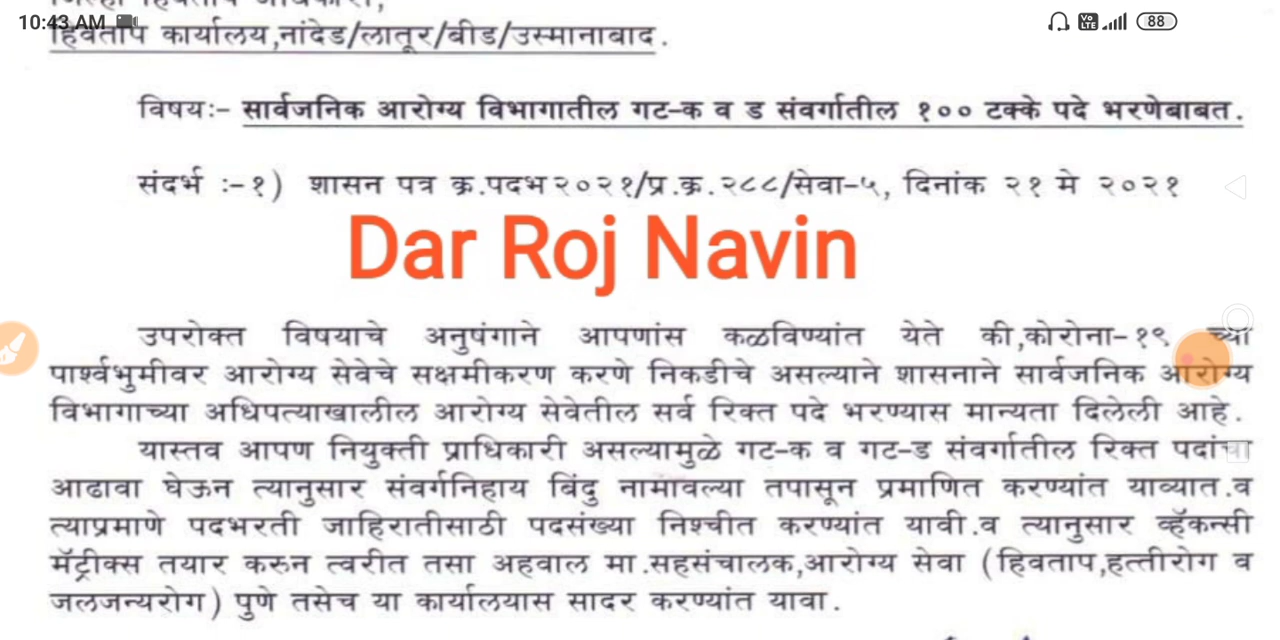 10:43 AM
88
हिवताप कार्यालय,नांदेड/लातूर/बीड/उस्मानाबाद.
विषयः- सार्वजनिक आरोग्य विभागातील गट-क व ड संवर्गातील १०० टक्के पदे भरणेबाबत.
संदर्भ :-१) शासन पत्र क्र.पदभ२०२१/प्र.क्र.२८८/सेवा-५, दिनांक २१ मे २०२१
Dar Roj Navin
उपरोक्त विषयाचे अनुषंगाने आपणांस कळविण्यांत येते की,कोरोना-१९ च्या
पार्श्वभुमीवर आरोग्य सेवेचे सक्षमीकरण करणे निकडीचे असल्याने शासनाने सार्वजनिक आरोग्य
विभागाच्या अधिपत्याखालील आरोग्य सेवेतील सर्व रिक्त पदे भरण्यास मान्यता दिलेली आहे.
यास्तव आपण नियुक्ती प्राधिकारी असल्यामुळे गट-क व गट-ड संवर्गातील रिक्त पदांचा
आढावा घेऊन त्यानुसार संवर्गनिहाय बिंदु नामावल्या तपासून प्रमाणित करण्यांत याव्यात.व
त्याप्रमाणे पदभरती जाहिरातीसाठी पदसंख्या निश्चीत करण्यांत यावी.व त्यानुसार व्हॅकन्सी
मॅट्रीक्स तयार करुन त्वरीत तसा अहवाल मा.सहसंचालक,आरोग्य सेवा (हिवताप,हत्तीरोग व
जलजन्यरोग) पुणे तसेच या कार्यालयास सादर करण्यांत यावा.